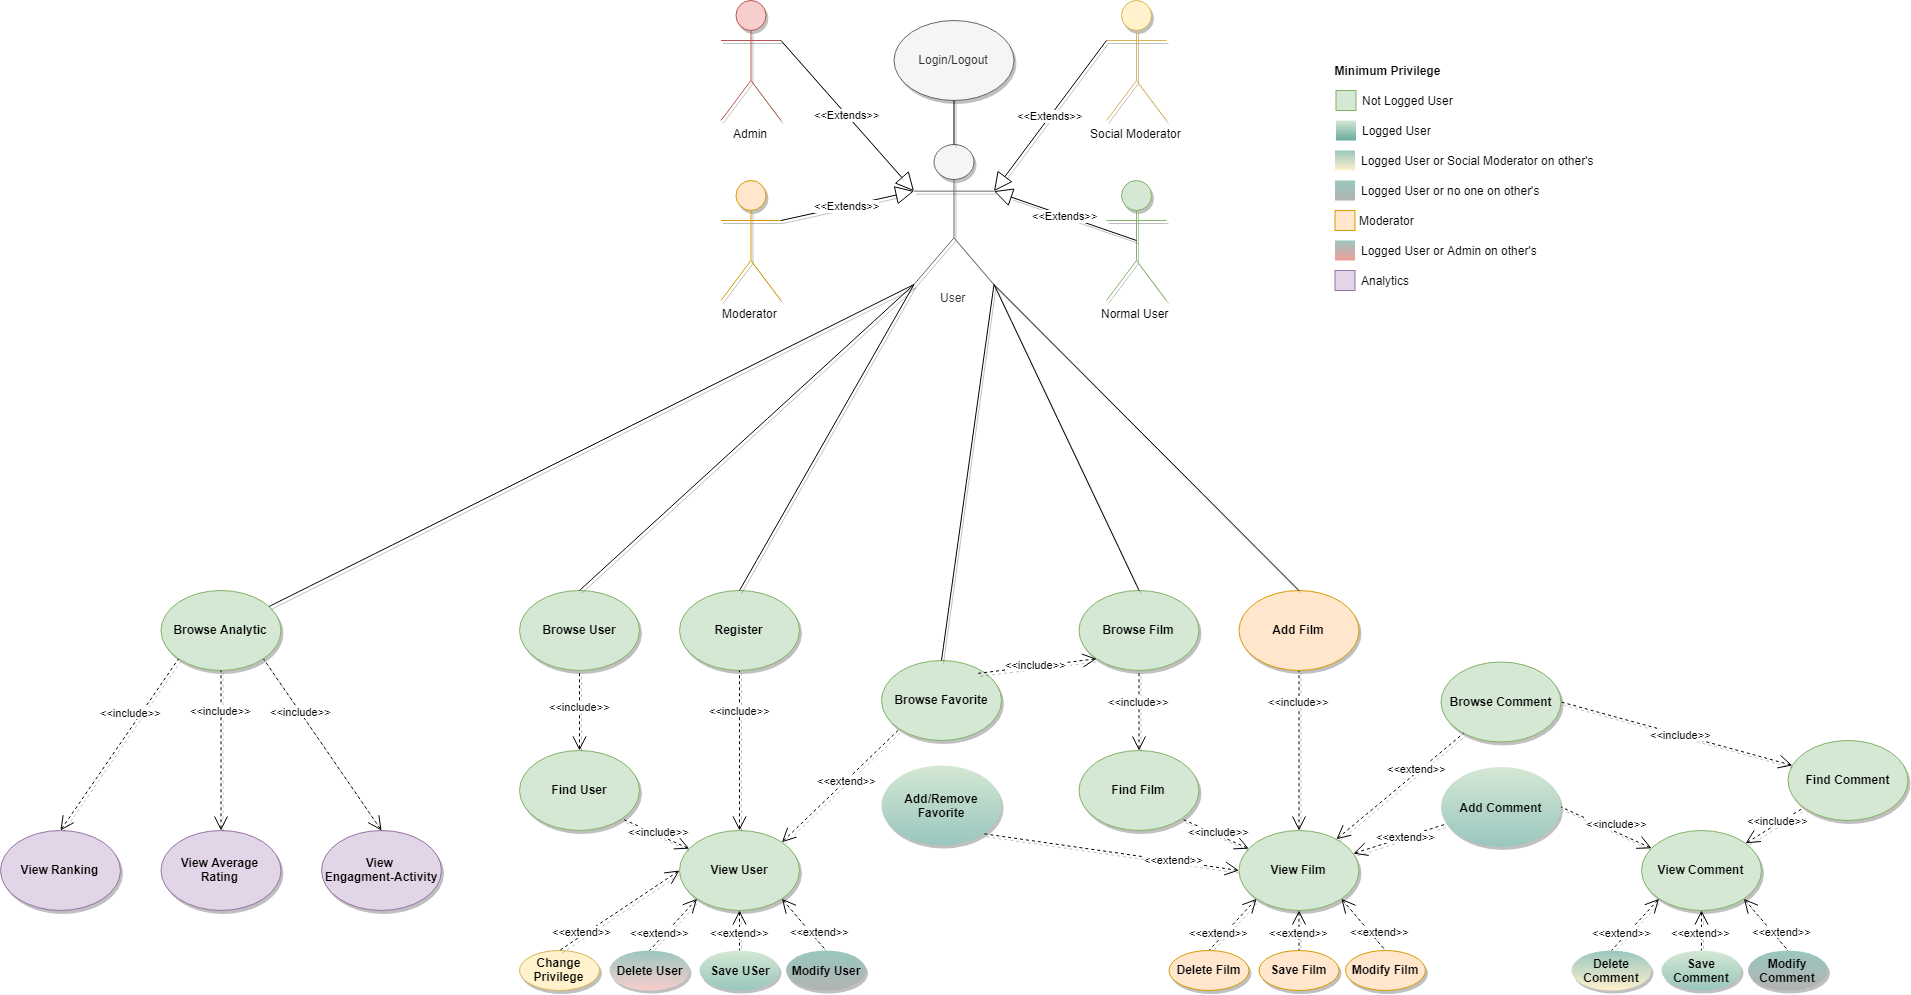 Login/Logout
<<Extends>>
<<Extends>>
Admin
Social Moderator
<<Extends>>
<<Extends>>
Moderator
User
Normal User
Minimum Privilege
Not Logged User
Logged User
Logged User or Social Moderator on other's
Logged User or no one on other's
Moderator
Logged User or Admin on other's
Analytics
Browse Analytic
Browse User
Register
Browse Film
Add Film
<<include>>
Browse Favorite
Browse Comment
<<include>>
<<include>>
<<include>>
<<include>>
<<include>>
<<include>>
<<include>>
<<include>>
<<include>>
<<extend>>
<<extend>>
Find User
Find Film
Find Comment
Add/Remove
Favorite
Add Comment
<<include>>
<<include>>
<<extend>>
<<include>>
<<include>>
<<extend>>
View Ranking
View Average
Rating
View
Engagment-Activity
View User
View Film
View Comment
<<extend>>
<<extend>>
<<extend>>
<<extend>>
<<extend>>
<<extend>>
<<extend>>
<<extend>>
<<extend>>
<<extend>>
Change
Privilege
Delete User
Save USer
Modify User
Delete Film
Save Film
Modify Film
Delete
Comment
Save
Comment
Modify
Comment